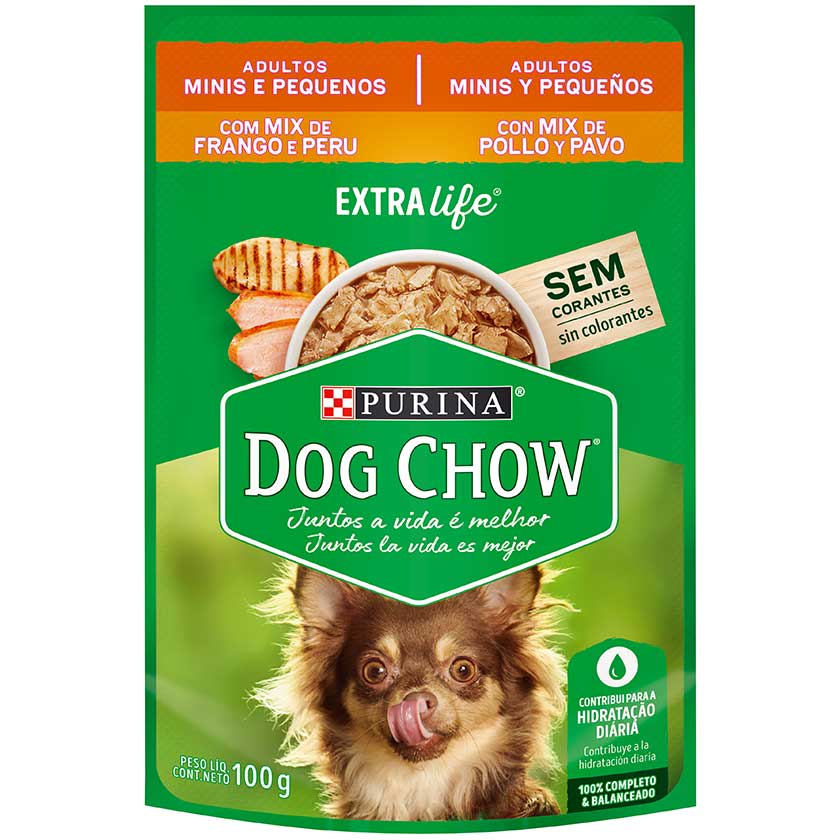 ADULTOS
MINIS E PEQUENOS
COM MIX DE
FRANGO E PERU
ADULTOS
MINIS Y PEQUEÑOS
CON MIX DE
POLLO Y PAVO
EXTRA life®
SEM
CORANTES
sin colorantes
PURINA®
DOG CHOW®
Juntos a vida é melhor
Juntos la vida es mejor
CONTRIBUI PARA A
HIDRATAÇÃO
DIÁRIA
Contribuye a la
hidratación diaria
100% COMPLETO
& BALANCEADO
PESO LÍQ.
CONT. NETO 100 g